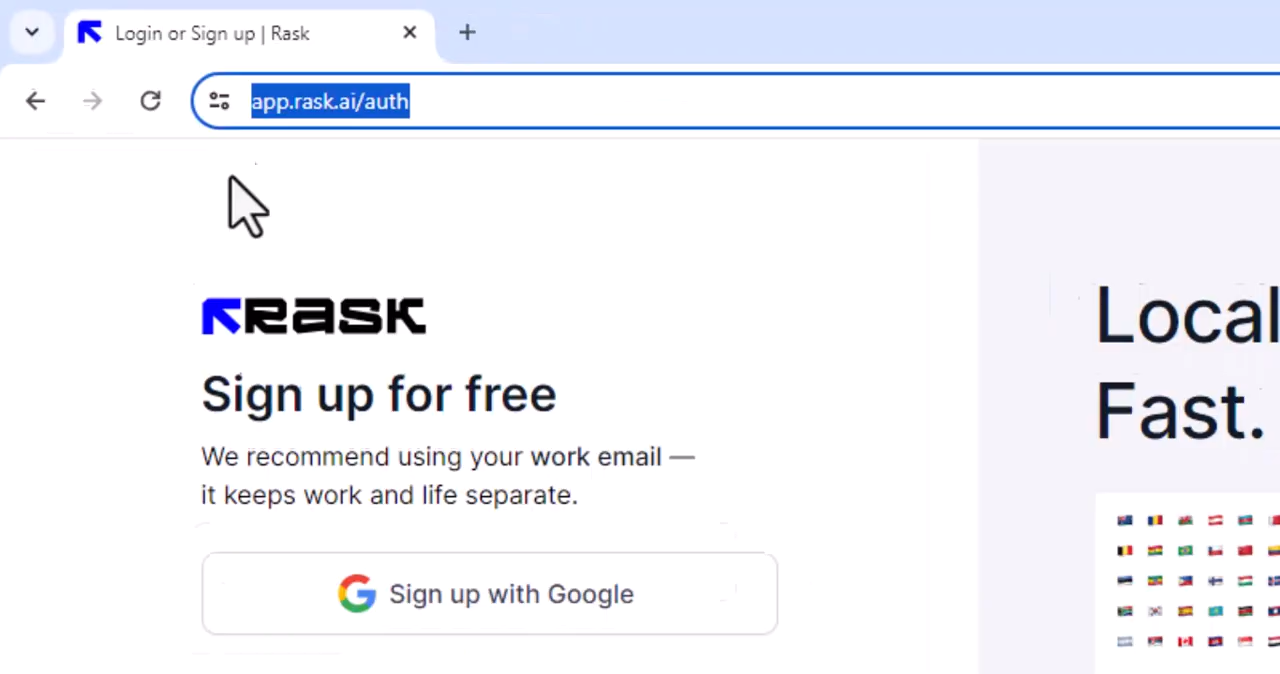 Login or Sign up | Rask
app.rask.ai/auth
RASK
Sign up for free
We recommend using your work email —
it keeps work and life separate.
Sign up with Google
Local
Fast.